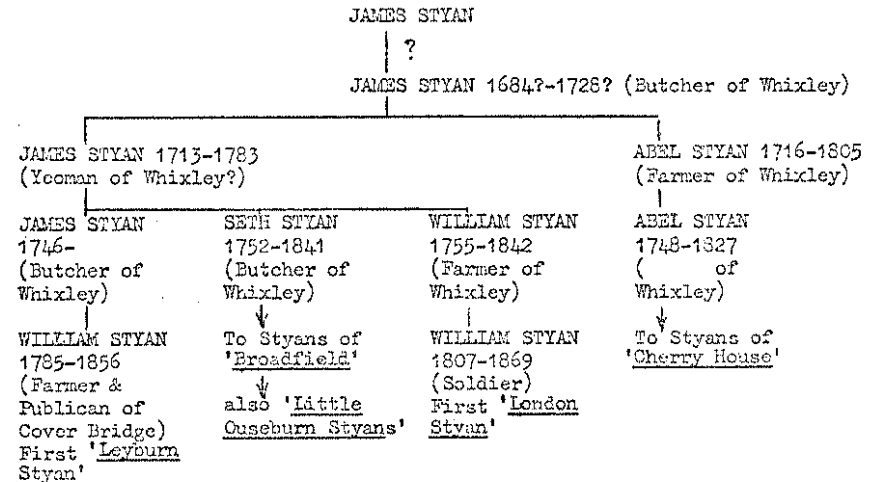 JAMES STYAN
?
JAMES STYAN 1684?-1728? (Butcher of Whixley)
JAMES STYAN 1713-1783
(Yeoman of Whixley?)
ABEL STYAN 1716-1805
(Farmer of Whixley)
JAMES STYAN
1746-
(Butcher of
Whixley)
SETH STYAN
1752-1841
(Butcher of
Whixley)
WILLIAM STYAN
1755-1842
(Farmer of
Whixley)
ABEL STYAN
1748-1827
( of
Whixley)
WILLIAM STYAN
1785-1856
(Farmer &
Publican of
Cover Bridge)
First 'Leyburn
Styan'
To Styans of
'Broadfield'
also 'Little
Ouseburn Styans'
WILLIAM STYAN
1807-1869
(Soldier)
First 'London
Styan'
To Styans of
'Cherry House'